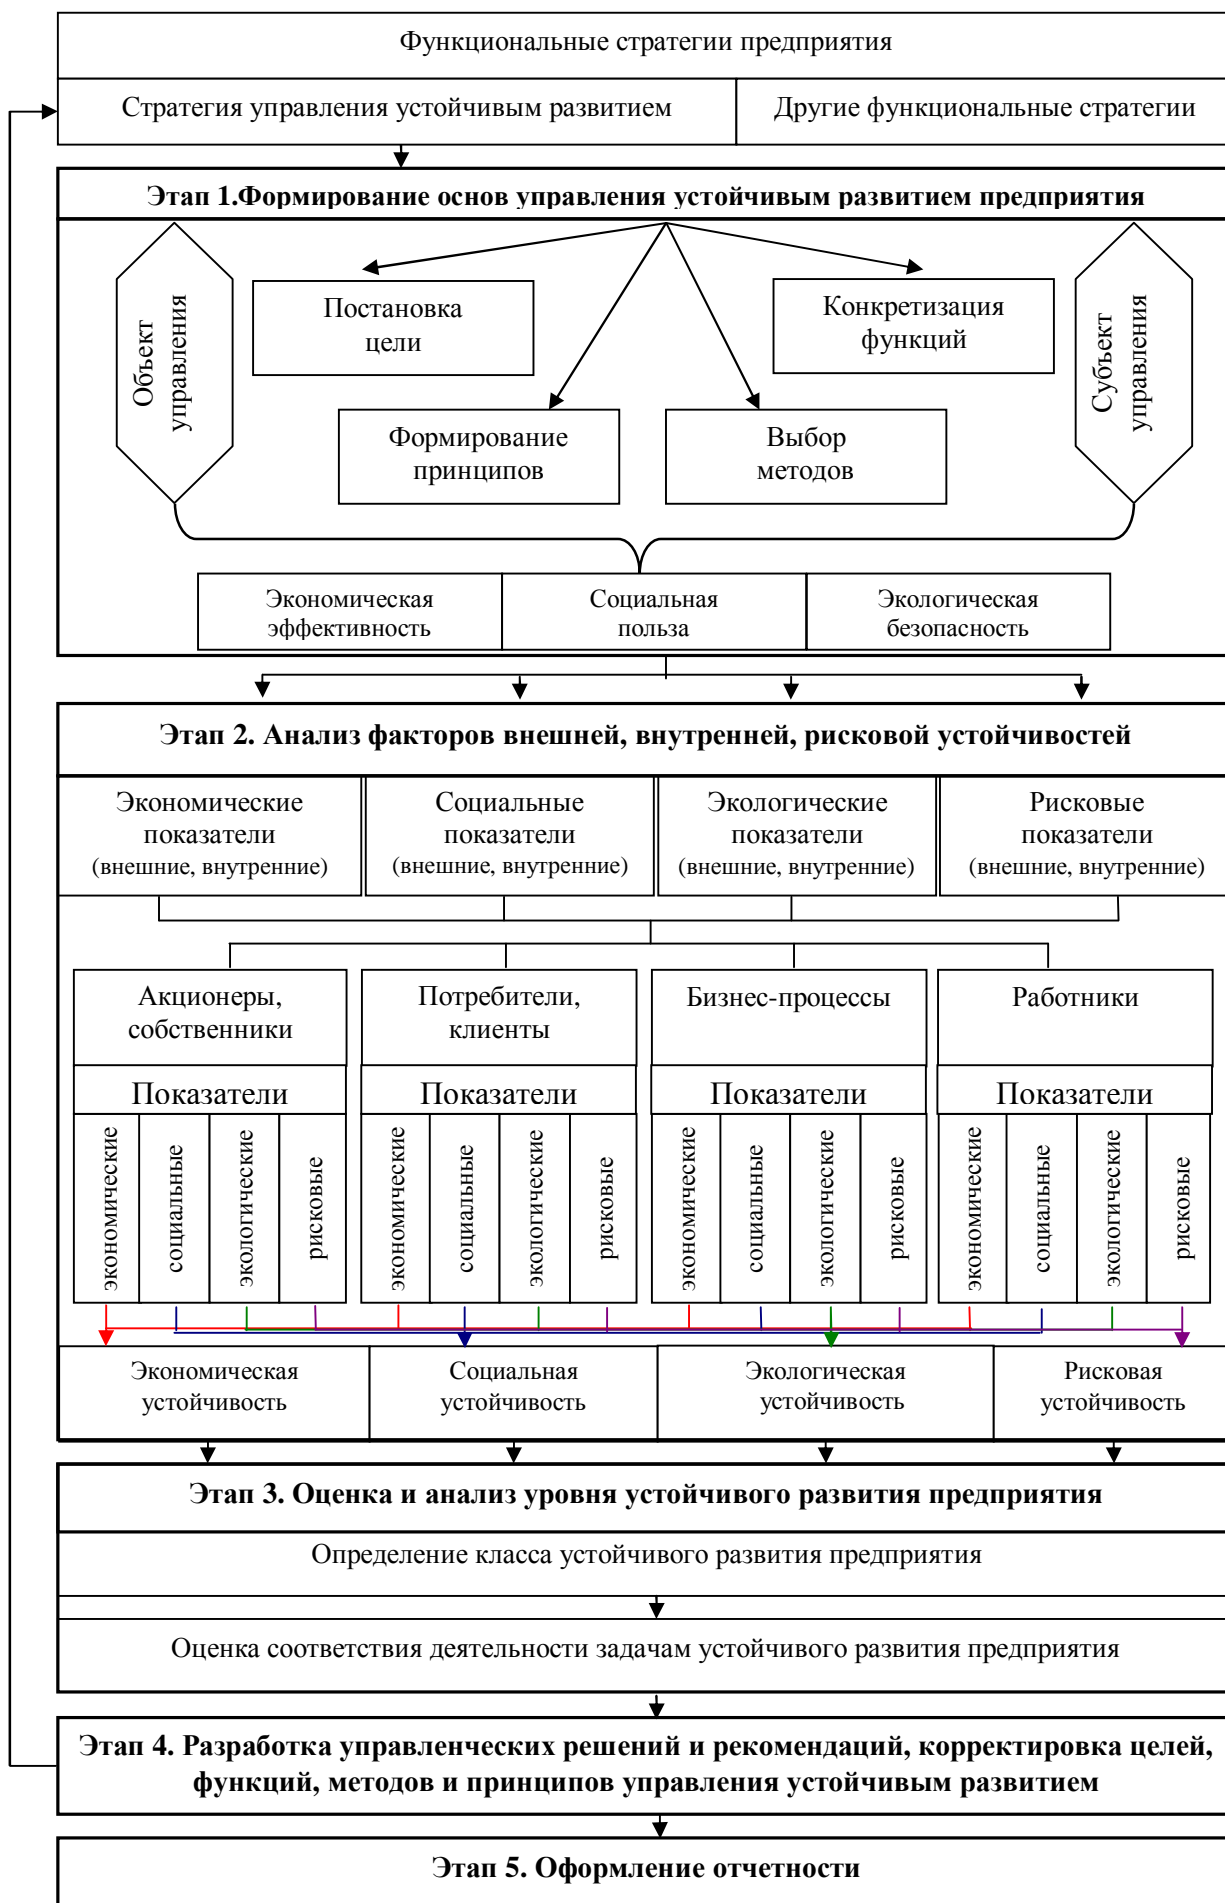 Функциональные стратегии предприятия
Стратегия управления устойчивым развитием
Другие функциональные стратегии
Этап 1.Формирование основ управления устойчивым развитием предприятия
Объект
управления
Постановка
цели
Конкретизация
функций
Субъект
управления
Формирование
принципов
Выбор
методов
Экономическая
эффективность
Социальная
польза
Экологическая
безопасность
Этап 2. Анализ факторов внешней, внутренней, рисковой устойчивостей
Экономические
показатели
(внешние, внутренние)
Социальные
показатели
(внешние, внутренние)
Экологические
показатели
(внешние, внутренние)
Рисковые
показатели
(внешние, внутренние)
Акционеры,
собственники
Потребители,
клиенты
Бизнес-процессы
Работники
Показатели
Показатели
Показатели
Показатели
экономические
социальные
экологические
рисковые
экономические
социальные
экологические
рисковые
экономические
социальные
экологические
рисковые
экономические
социальные
экологические
рисковые
Экономическая
устойчивость
Социальная
устойчивость
Экологическая
устойчивость
Рисковая
устойчивость
Этап 3. Оценка и анализ уровня устойчивого развития предприятия
Определение класса устойчивого развития предприятия
Оценка соответствия деятельности задачам устойчивого развития предприятия
Этап 4. Разработка управленческих решений и рекомендаций, корректировка целей,
функций, методов и принципов управления устойчивым развитием
Этап 5. Оформление отчетности